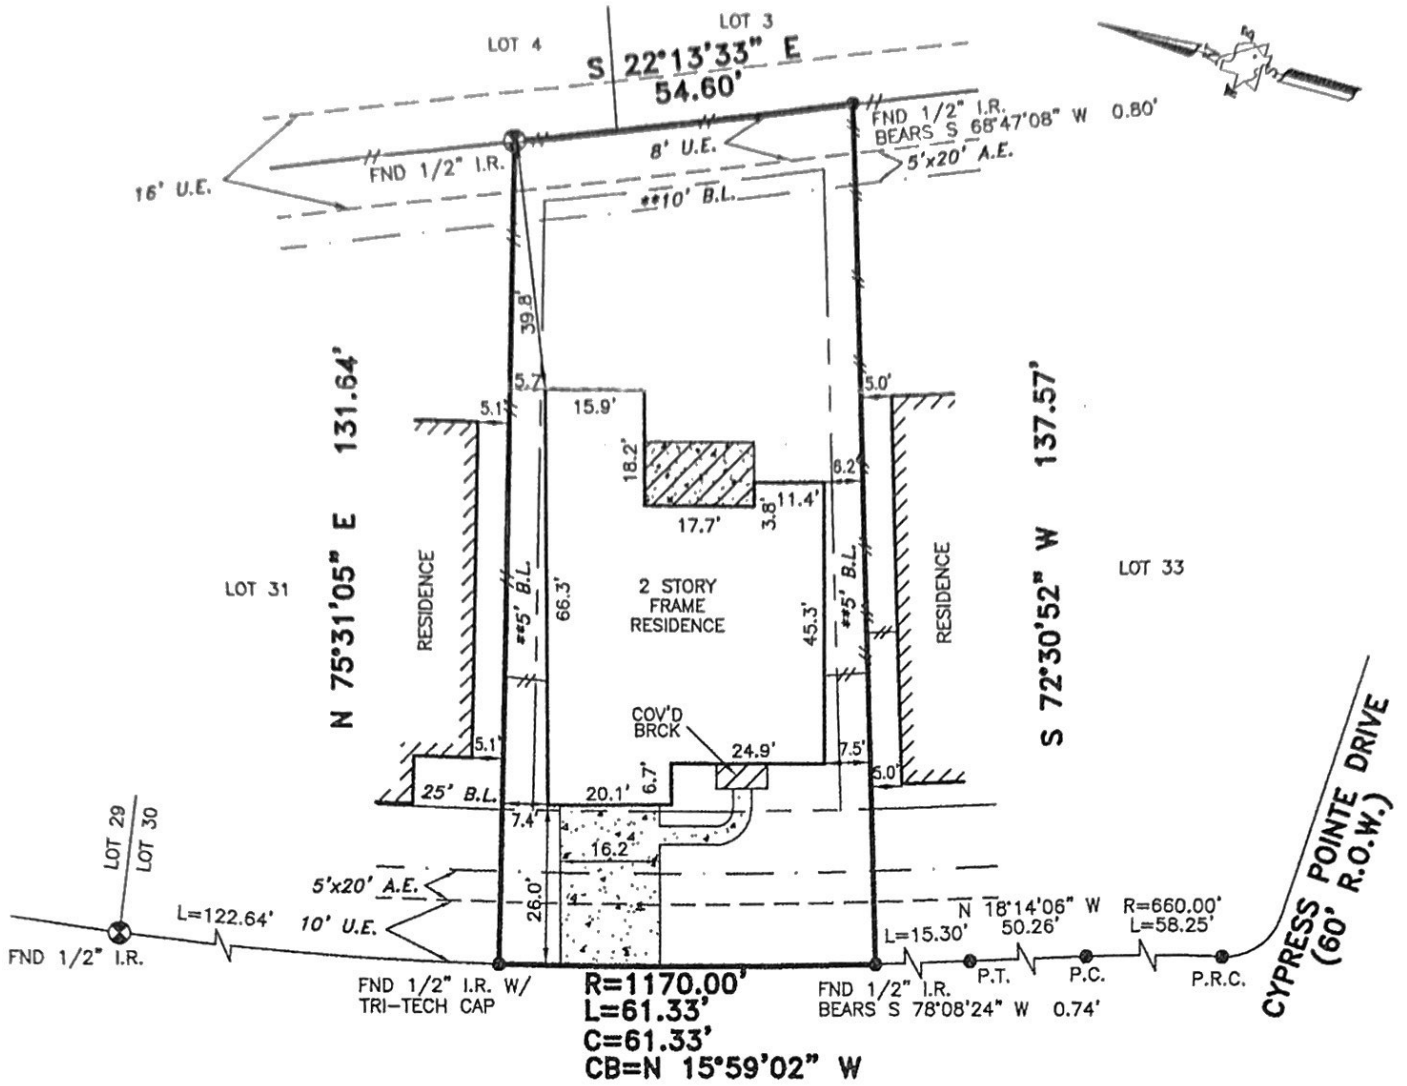 LOT 4
LOT 3
S 22°13'33" E
54.60'
FND 1/2" I.R.
BEARS S 68°47'08" W 0.80'
8' U.E.
5'x20' A.E.
FND 1/2" I.R.
16' U.E.
**10' B.L.
39.8'
N 75°31'05" E 131.64'
S 72°30'52" W 137.57'
5.7'
5.0'
5.1'
15.9'
18.2'
6.2'
11.4'
3.8'
17.7'
LOT 31
RESIDENCE
**5' B.L.
66.3'
2 STORY
FRAME
RESIDENCE
45.3'
**5' B.L.
RESIDENCE
LOT 33
COV'D
BRCK
24.9'
7.5'
5.1'
6.7'
5.0'
25' B.L.
20.1'
7.4'
16.2'
26.0'
LOT 29
LOT 30
5'x20' A.E.
10' U.E.
L=122.64'
FND 1/2" I.R.
N 18°14'06" W
50.26'
R=660.00'
L=58.25'
L=15.30'
P.T.
P.C.
P.R.C.
CYPRESS POINTE DRIVE
(60' R.O.W.)
FND 1/2" I.R. W/
TRI-TECH CAP
R=1170.00'
L=61.33'
C=61.33'
CB=N 15°59'02" W
FND 1/2" I.R.
BEARS S 78°08'24" W 0.74'